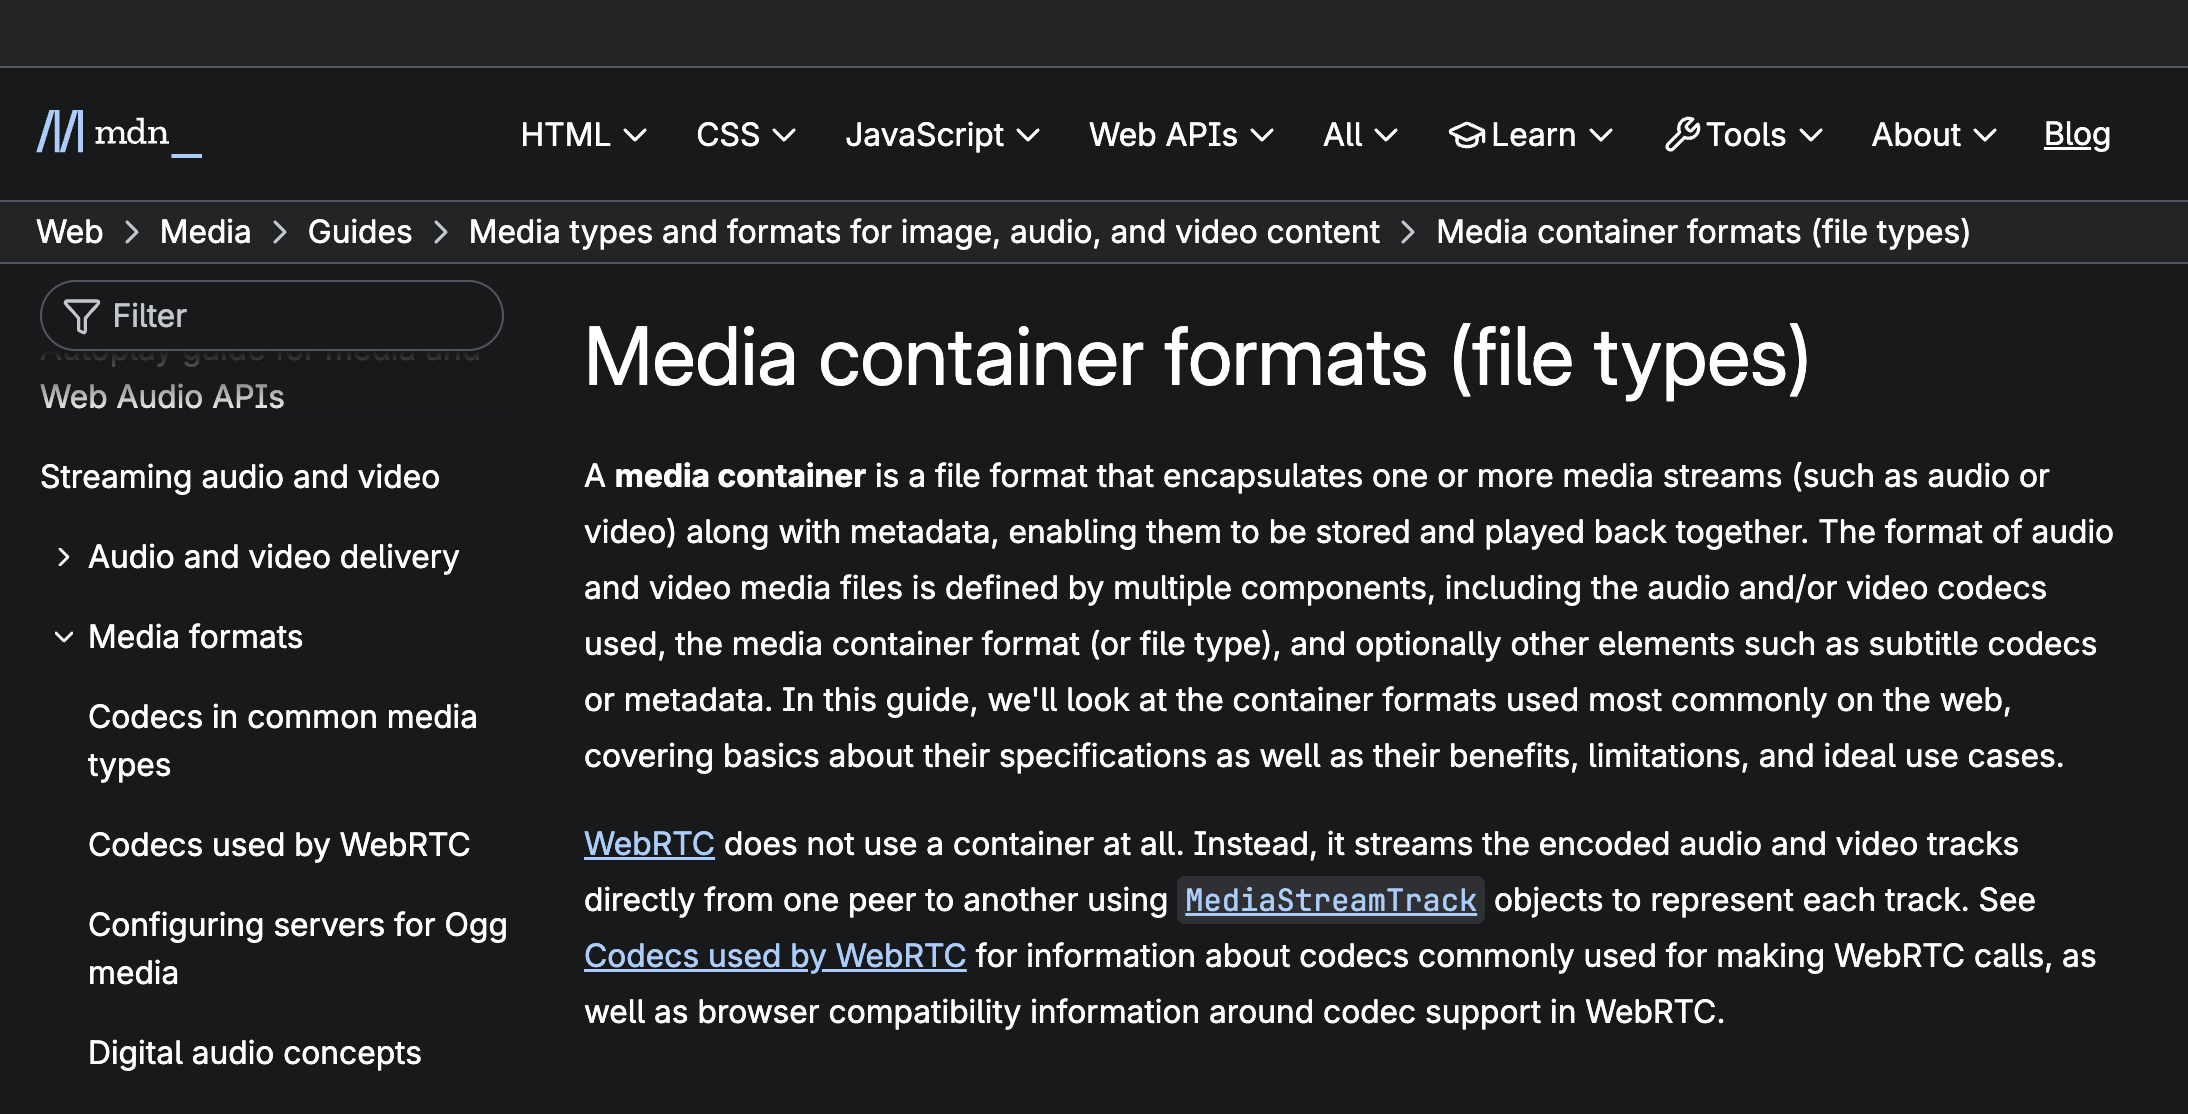 mdn_
HTML CSS JavaScript Web APIs All Learn Tools About Blog
Web > Media > Guides > Media types and formats for image, audio, and video content > Media container formats (file types)
Filter
Autoplay guide for media and
Web Audio APIs
Streaming audio and video
Audio and video delivery
Media formats
Codecs in common media
types
Codecs used by WebRTC
Configuring servers for Ogg
media
Digital audio concepts
Media container formats (file types)
A media container is a file format that encapsulates one or more media streams (such as audio or
video) along with metadata, enabling them to be stored and played back together. The format of audio
and video media files is defined by multiple components, including the audio and/or video codecs
used, the media container format (or file type), and optionally other elements such as subtitle codecs
or metadata. In this guide, we'll look at the container formats used most commonly on the web,
covering basics about their specifications as well as their benefits, limitations, and ideal use cases.
WebRTC does not use a container at all. Instead, it streams the encoded audio and video tracks
directly from one peer to another using MediaStreamTrack objects to represent each track. See
Codecs used by WebRTC for information about codecs commonly used for making WebRTC calls, as
well as browser compatibility information around codec support in WebRTC.